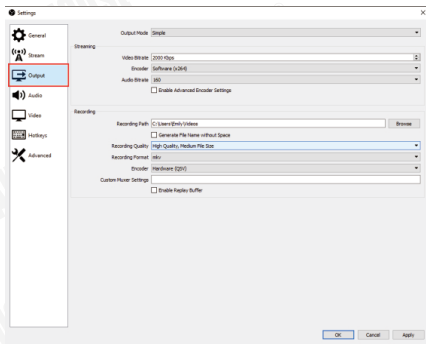 Settings
General
Stream
Output
Audio
Video
Hotkeys
Advanced
Output Mode Simple
Streaming
Video Bitrate 2000 Kbps
Encoder Software (x264)
Audio Bitrate 160
Enable Advanced Encoder Settings
Recording
Recording Path C:/Users/Emily/Videos Browse
Generate File Name without Space
Recording Quality High Quality, Medium File Size
Recording Format mkv
Encoder Hardware (QSV)
Custom Muxer Settings
Enable Replay Buffer
OK Cancel Apply